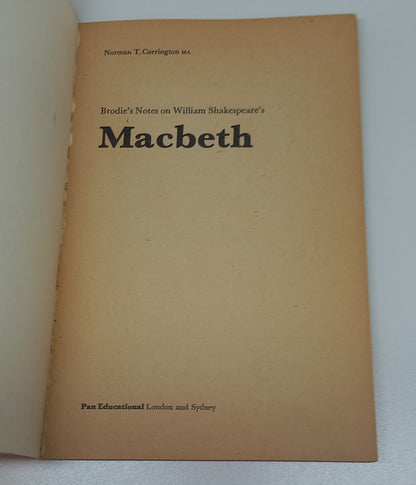 Norman T. Carrington MA
Brodie's Notes on William Shakespeare's
Macbeth
Pan Educational London and Sydney